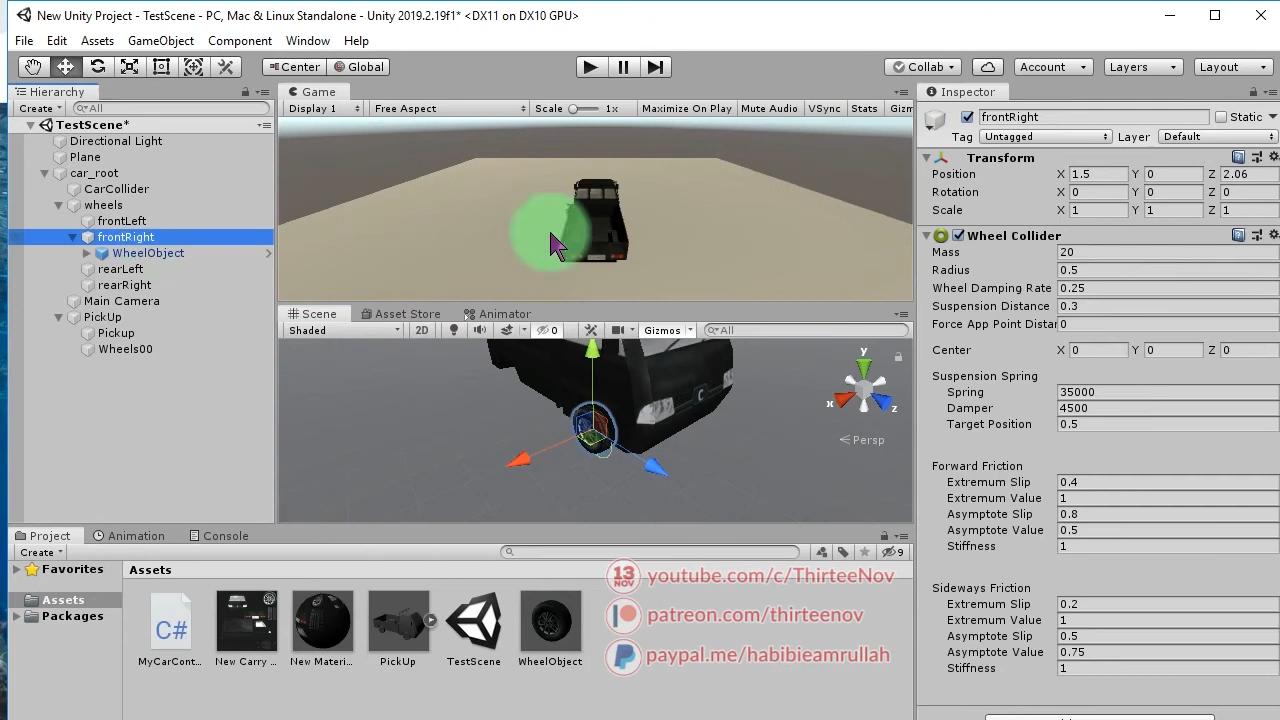 New Unity Project - TestScene - PC, Mac & Linux Standalone - Unity 2019.2.19f1* <DX11 on DX10 GPU>
File Edit Assets GameObject Component Window Help
Center Global Collab Account Layers Layout
Hierarchy
Create All
TestScene*
Directional Light
Plane
car_root
CarCollider
wheels
frontLeft
frontRight
WheelObject
rearLeft
rearRight
Main Camera
PickUp
Pickup
Wheels00
Game
Display 1 Free Aspect Scale 1x Maximize On Play Mute Audio VSync Stats Gizm
Scene Asset Store Animator
Shaded 2D 0 Gizmos All
y
x
z
Persp
Inspector
frontRight Static
Tag Untagged Layer Default
Transform
Position X 1.5 Y 0 Z 2.06
Rotation X 0 Y 0 Z 0
Scale X 1 Y 1 Z 1
Wheel Collider
Mass 20
Radius 0.5
Wheel Damping Rate 0.25
Suspension Distance 0.3
Force App Point Distar 0
Center X 0 Y 0 Z 0
Suspension Spring
Spring 35000
Damper 4500
Target Position 0.5
Forward Friction
Extremum Slip 0.4
Extremum Value 1
Asymptote Slip 0.8
Asymptote Value 0.5
Stiffness 1
Sideways Friction
Extremum Slip 0.2
Extremum Value 1
Asymptote Slip 0.5
Asymptote Value 0.75
Stiffness 1
Project Animation Console
Create 9
Favorites
Assets
Packages
Assets
C#
MyCarCont... New Carry ... New Materi... PickUp TestScene WheelObject
13 NOV youtube.com/c/ThirteeNov
patreon.com/thirteenov
paypal.me/habibieamrullah